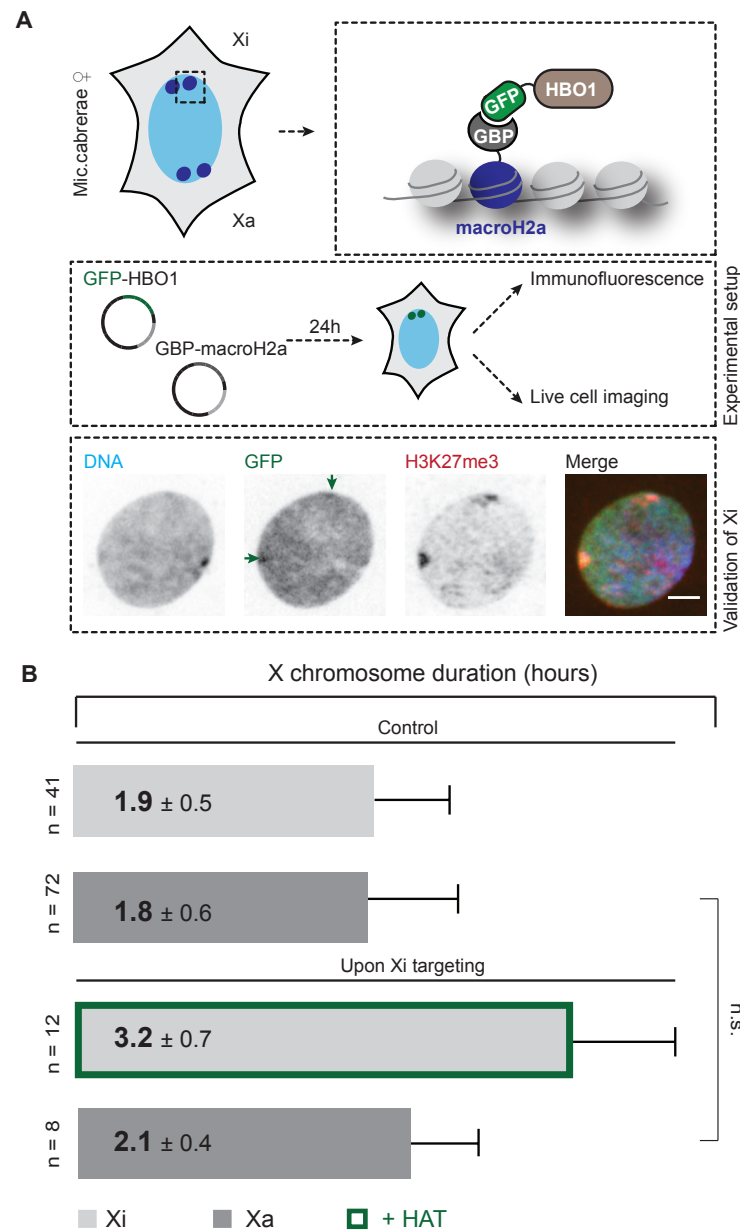 A
Mic.cabrerae ♀
Xi
Xa
GFP
HBO1
GBP
macroH2a
GFP-HBO1
GBP-macroH2a
24h
Immunofluorescence
Live cell imaging
Experimental setup
DNA
GFP
H3K27me3
Merge
Validation of Xi
B
X chromosome duration (hours)
Control
n = 41
1.9 ± 0.5
n = 72
1.8 ± 0.6
Upon Xi targeting
n = 12
3.2 ± 0.7
n.s.
n = 8
2.1 ± 0.4
Xi
Xa
+ HAT